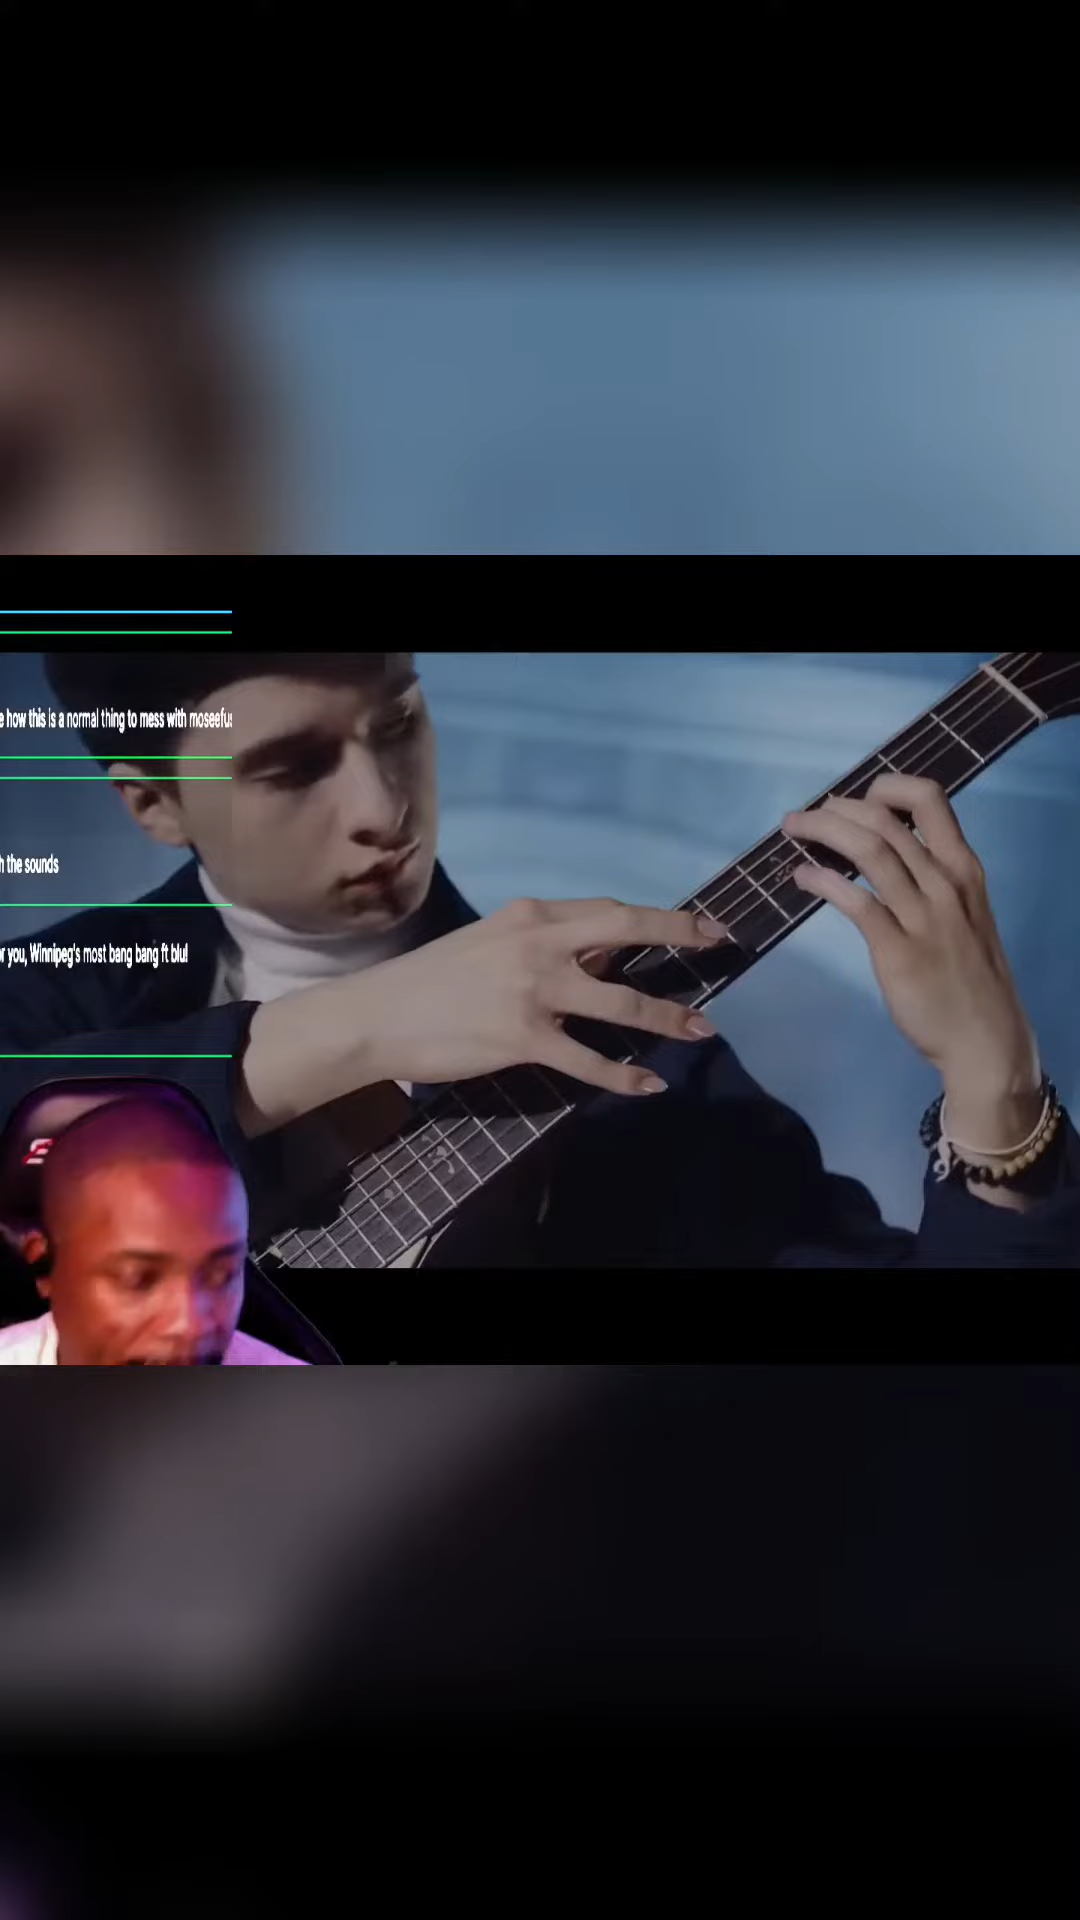 how this is a normal thing to mess with moseefu
the sounds
you, Winnipeg's most bang bang ft blu!